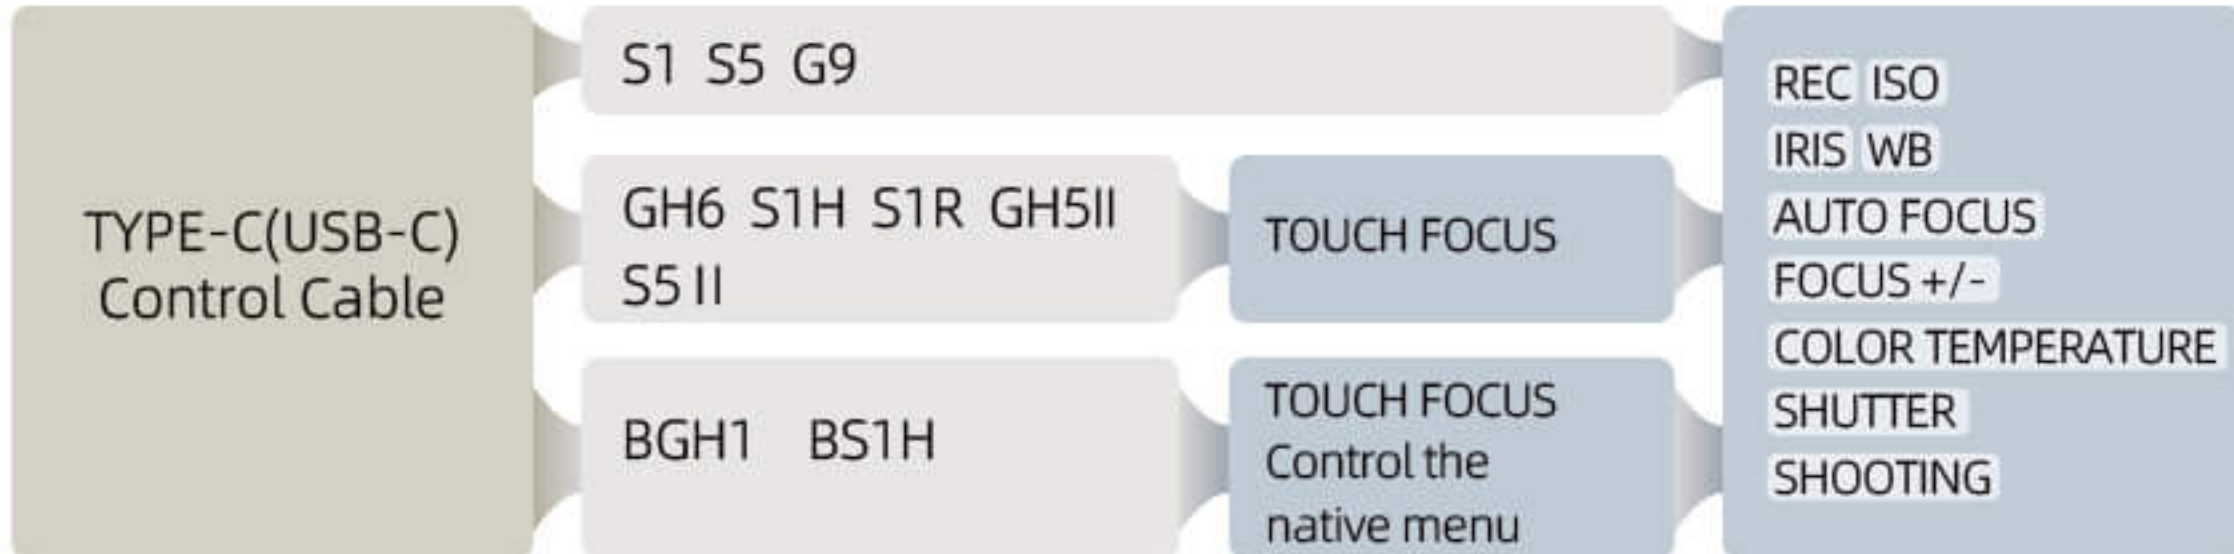 TYPE-C(USB-C)
Control Cable
S1 S5 G9
GH6 S1H S1R GH5II
S5 II
TOUCH FOCUS
BGH1 BS1H
TOUCH FOCUS
Control the
native menu
REC ISO
IRIS WB
AUTO FOCUS
FOCUS +/-
COLOR TEMPERATURE
SHUTTER
SHOOTING